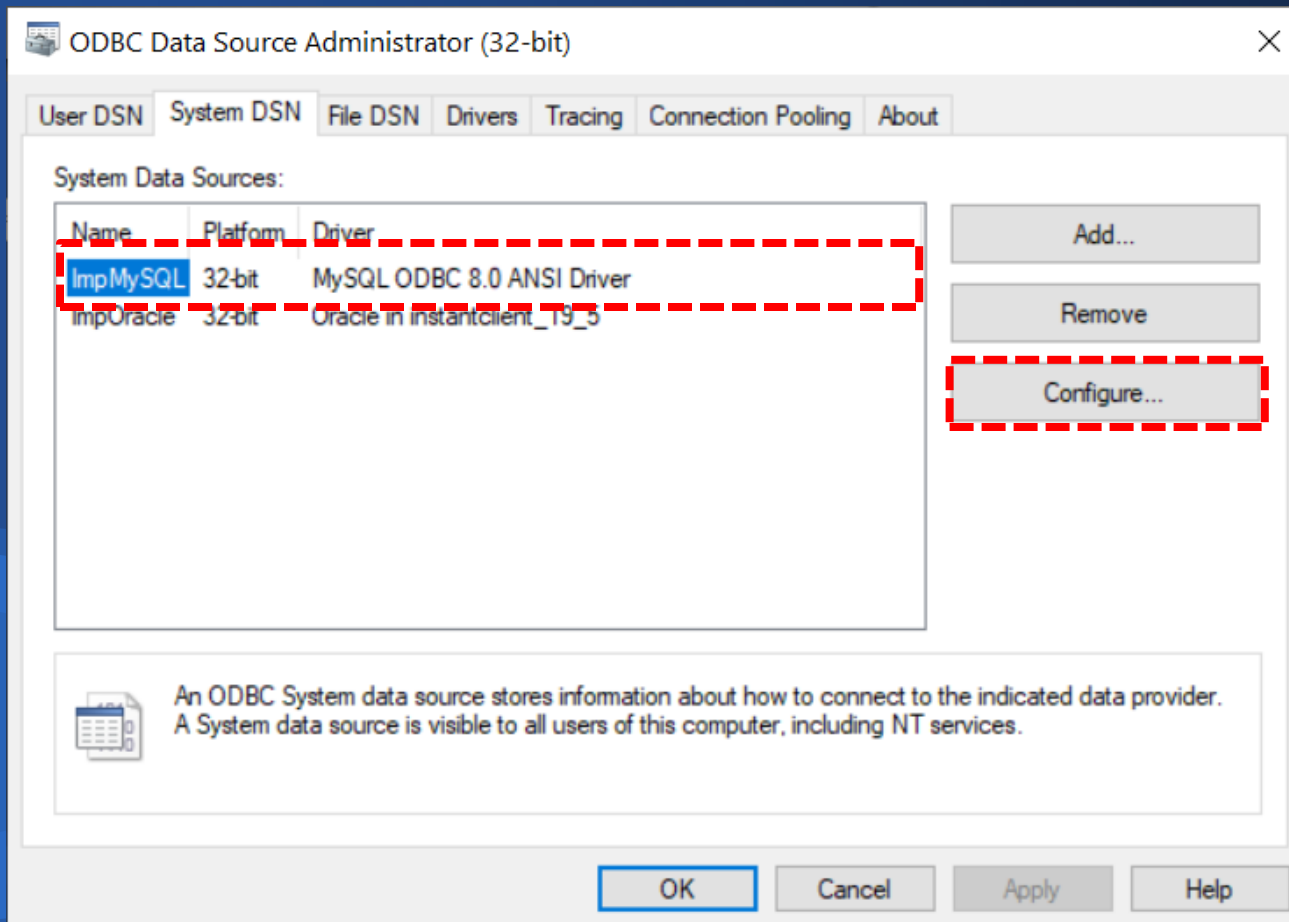 ODBC Data Source Administrator (32-bit)
User DSN System DSN File DSN Drivers Tracing Connection Pooling About
System Data Sources:
Name Platform Driver
ImpMySQL 32-bit MySQL ODBC 8.0 ANSI Driver
ImpOracle 32-bit Oracle in instantclient_19_5
Add...
Remove
Configure...
An ODBC System data source stores information about how to connect to the indicated data provider.
A System data source is visible to all users of this computer, including NT services.
OK Cancel Apply Help